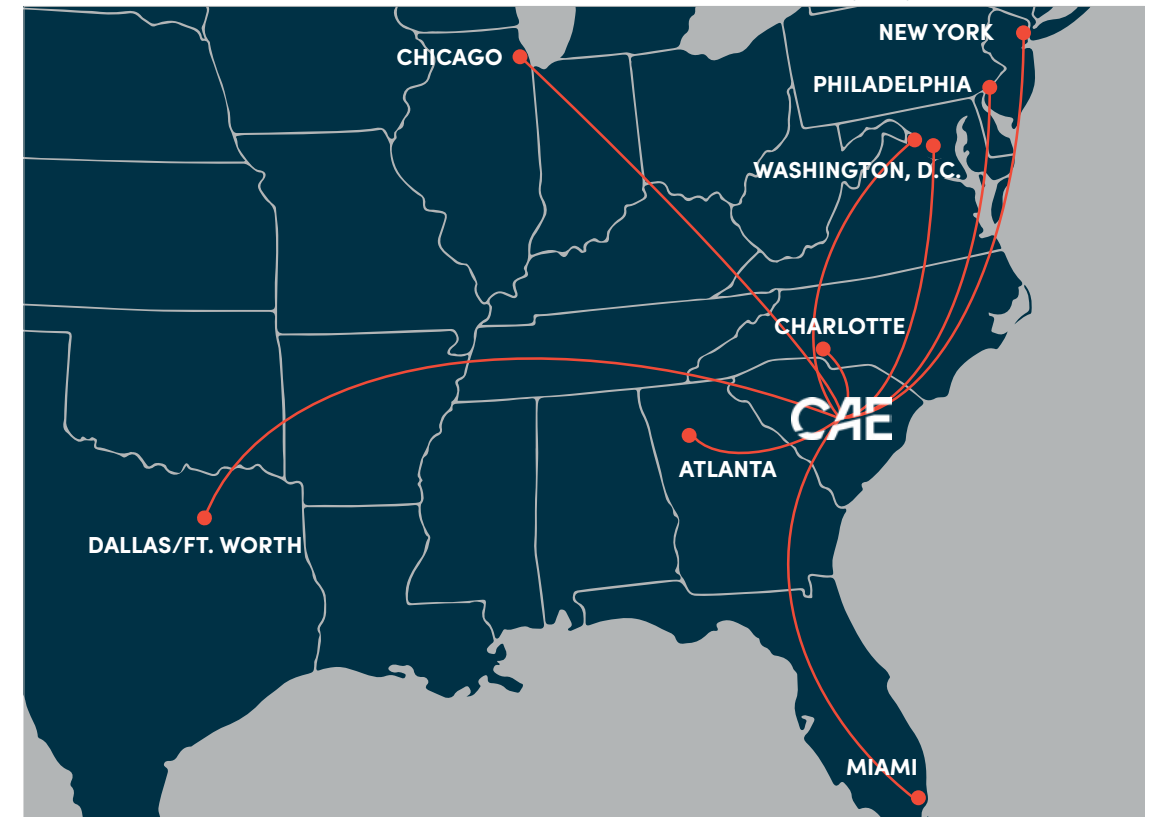 NEW YORK
CHICAGO
PHILADELPHIA
WASHINGTON, D.C.
CHARLOTTE
CAE
ATLANTA
DALLAS/FT. WORTH
MIAMI